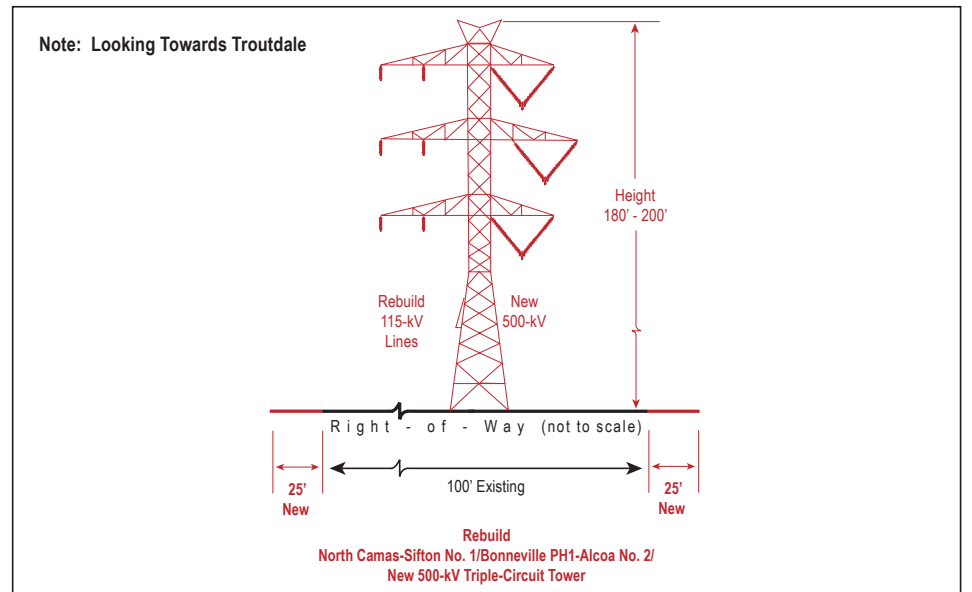 Note: Looking Towards Troutdale
Height
180' - 200'
Rebuild
115-kV
Lines
New
500-kV
Right - of - Way (not to scale)
25'
New
100' Existing
25'
New
Rebuild
North Camas-Sifton No. 1/Bonneville PH1-Alcoa No. 2/
New 500-kV Triple-Circuit Tower